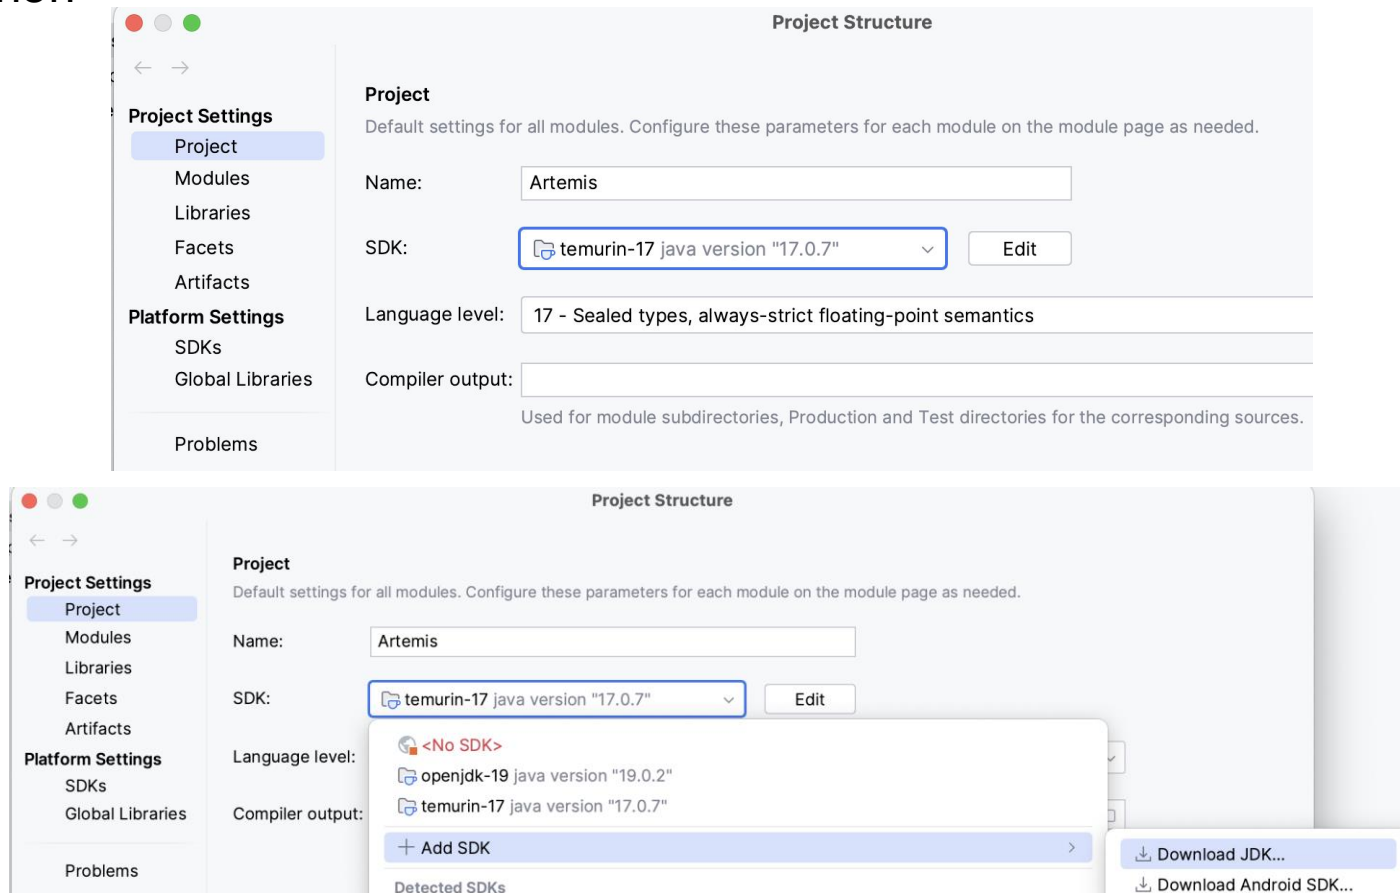 Project Structure
Project
Default settings for all modules. Configure these parameters for each module on the module page as needed.
Project Settings
Project
Modules
Libraries
Facets
Artifacts
Platform Settings
SDKs
Global Libraries
Problems
Name: Artemis
SDK: temurin-17 java version "17.0.7" Edit
Language level: 17 - Sealed types, always-strict floating-point semantics
Compiler output:
Used for module subdirectories, Production and Test directories for the corresponding sources.
Project Structure
Project
Default settings for all modules. Configure these parameters for each module on the module page as needed.
Project Settings
Project
Modules
Libraries
Facets
Artifacts
Platform Settings
SDKs
Global Libraries
Problems
Name: Artemis
SDK: temurin-17 java version "17.0.7" Edit
Language level:
Compiler output:
<No SDK>
openjdk-19 java version "19.0.2"
temurin-17 java version "17.0.7"
Add SDK
Detected SDKs
Download JDK...
Download Android SDK...